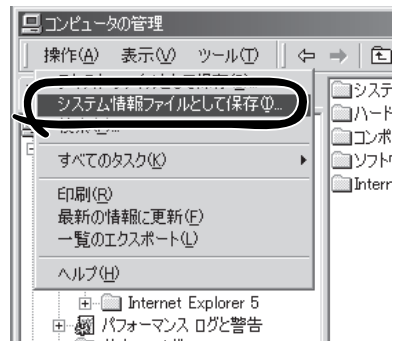 コンピュータの管理
操作(A) 表示(V) ツール(T)
システム情報ファイルとして保存(I)...
すべてのタスク(K)
印刷(R)
最新の情報に更新(F)
一覧のエクスポート(L)
ヘルプ(H)
システ
ハード
コンポ
ソフトウ
Intern
Internet Explorer 5
パフォーマンス ログと警告